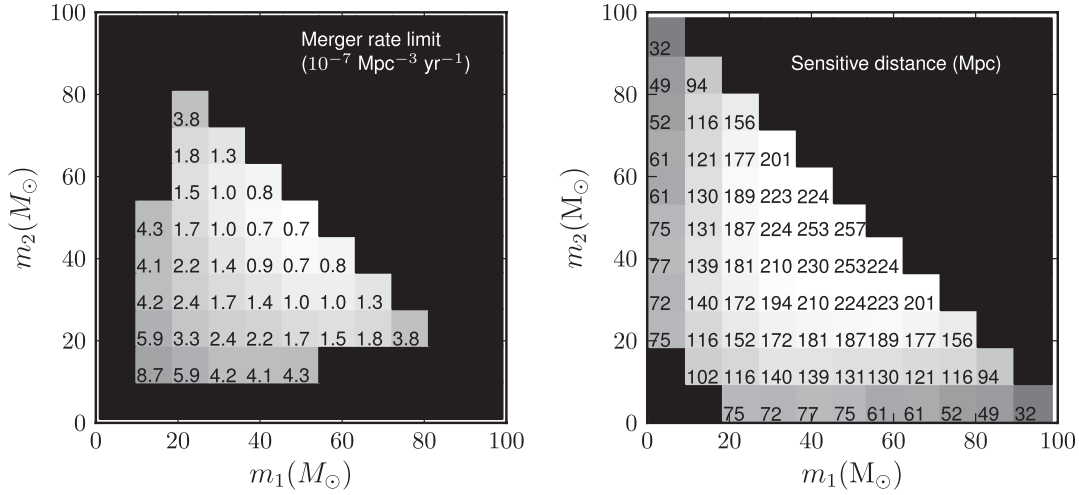 Merger rate limit
(10⁻⁷ Mpc⁻³ yr⁻¹)
3.8
1.8 1.3
1.5 1.0 0.8
4.3 1.7 1.0 0.7 0.7
4.1 2.2 1.4 0.9 0.7 0.8
4.2 2.4 1.7 1.4 1.0 1.0 1.3
5.9 3.3 2.4 2.2 1.7 1.5 1.8 3.8
8.7 5.9 4.2 4.1 4.3
100
80
60
40
20
0
m₂(M⊙)
0 20 40 60 80 100
m₁(M⊙)
Sensitive distance (Mpc)
32
49 94
52 116 156
61 121 177 201
61 130 189 223 224
75 131 187 224 253 257
77 139 181 210 230 253 224
72 140 172 194 210 224 223 201
75 116 152 172 181 187 189 177 156
102 116 140 139 131 130 121 116 94
75 72 77 75 61 61 52 49 32
100
80
60
40
20
0
m₂(M⊙)
0 20 40 60 80 100
m₁(M⊙)